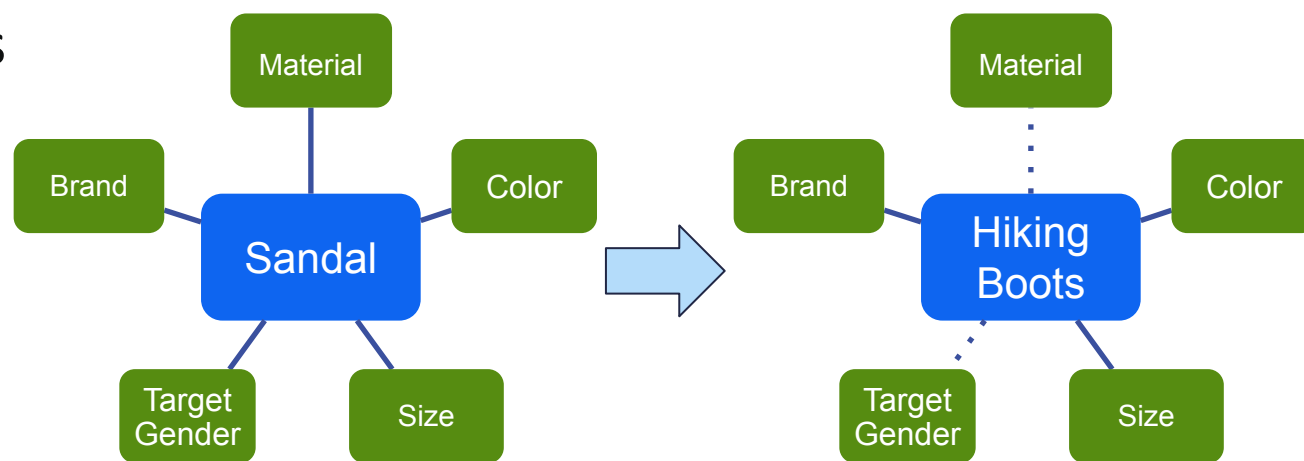 s
Material
Brand
Color
Sandal
Target
Gender
Size
Material
Brand
Color
Hiking
Boots
Target
Gender
Size